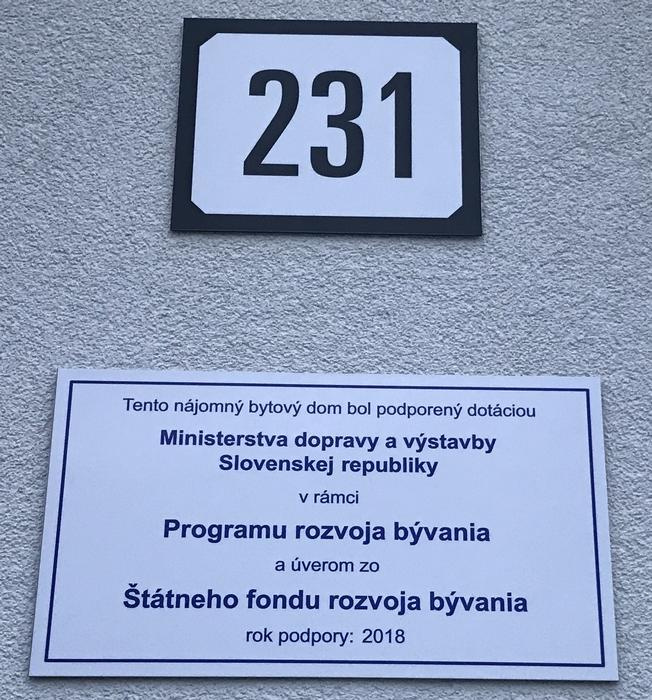 231
Tento nájomný bytový dom bol podporený dotáciou
Ministerstva dopravy a výstavby
Slovenskej republiky
v rámci
Programu rozvoja bývania
a úverom zo
Štátneho fondu rozvoja bývania
rok podpory: 2018